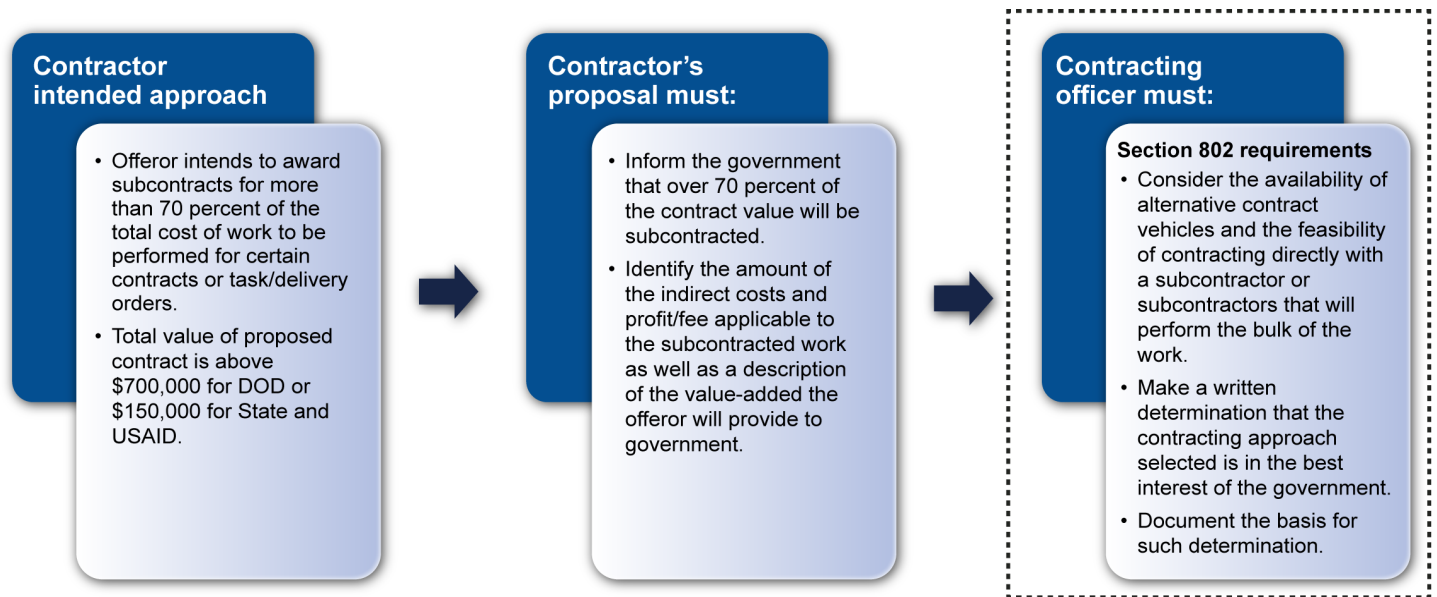 Contractor
intended approach
• Offeror intends to award
subcontracts for more
than 70 percent of the
total cost of work to be
performed for certain
contracts or task/delivery
orders.
• Total value of proposed
contract is above
$700,000 for DOD or
$150,000 for State and
USAID.
Contractor’s
proposal must:
• Inform the government
that over 70 percent of
the contract value will be
subcontracted.
• Identify the amount of
the indirect costs and
profit/fee applicable to
the subcontracted work
as well as a description
of the value-added the
offeror will provide to
government.
Contracting
officer must:
Section 802 requirements
• Consider the availability of
alternative contract
vehicles and the feasibility
of contracting directly with
a subcontractor or
subcontractors that will
perform the bulk of the
work.
• Make a written
determination that the
contracting approach
selected is in the best
interest of the government.
• Document the basis for
such determination.